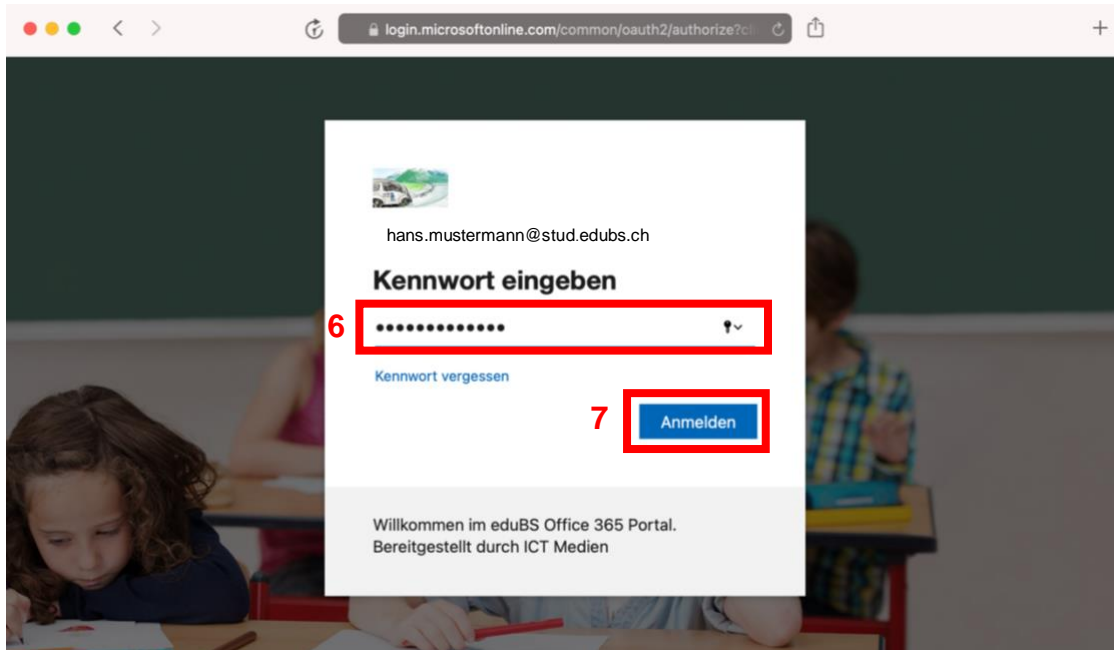 login.microsoftonline.com/common/oauth2/authorize?cli
hans.mustermann@stud.edubs.ch
Kennwort eingeben
6
•••••••••••••
Kennwort vergessen
7
Anmelden
Willkommen im eduBS Office 365 Portal.
Bereitgestellt durch ICT Medien